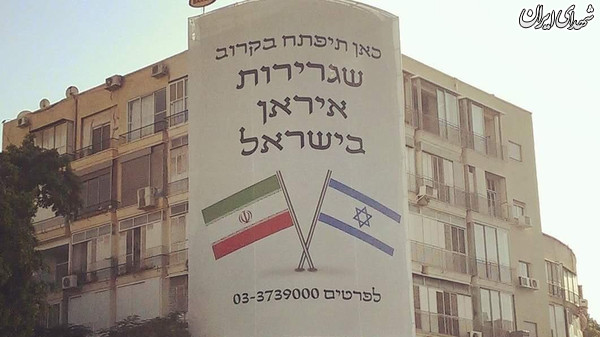 شهدای ایران
כאן תיפתח בקרוב
שגרירות
איראן
בישראל
לפרטים 03-3739000